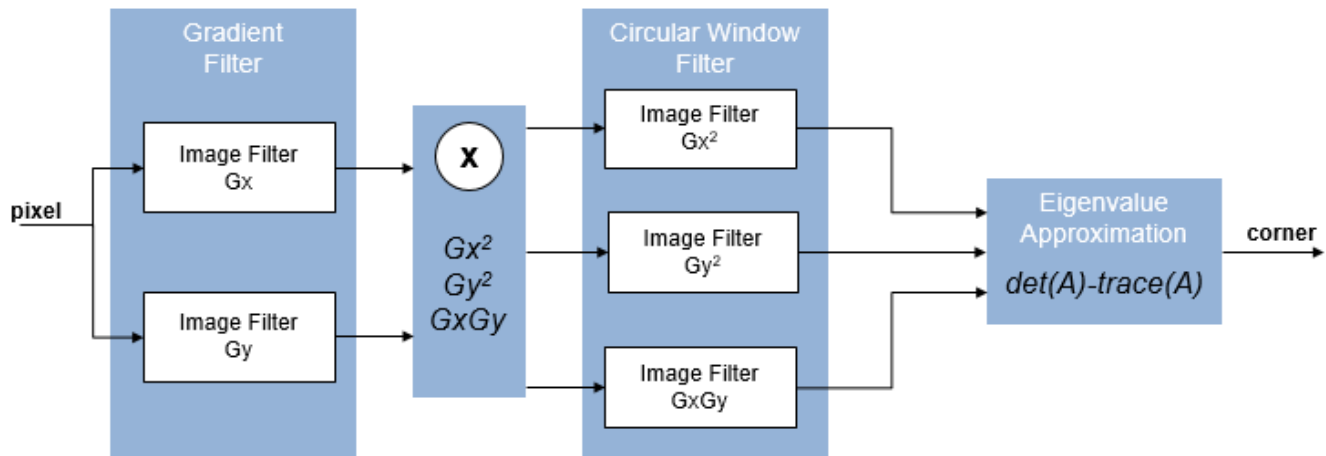 Gradient
Filter
Image Filter
Gx
Image Filter
Gy
pixel
x
Gx²
Gy²
GxGy
Circular Window
Filter
Image Filter
Gx²
Image Filter
Gy²
Image Filter
GxGy
Eigenvalue
Approximation
det(A)-trace(A)
corner